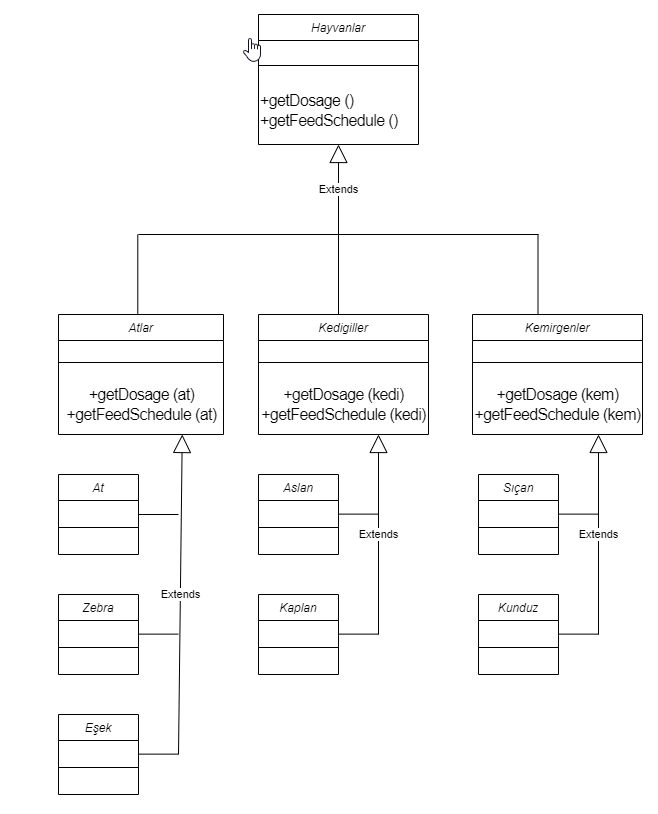 Hayvanlar
+getDosage ()
+getFeedSchedule ()
Extends
Atlar
+getDosage (at)
+getFeedSchedule (at)
Kedigiller
+getDosage (kedi)
+getFeedSchedule (kedi)
Kemirgenler
+getDosage (kem)
+getFeedSchedule (kem)
At
Zebra
Eşek
Extends
Aslan
Kaplan
Extends
Sıçan
Kunduz
Extends